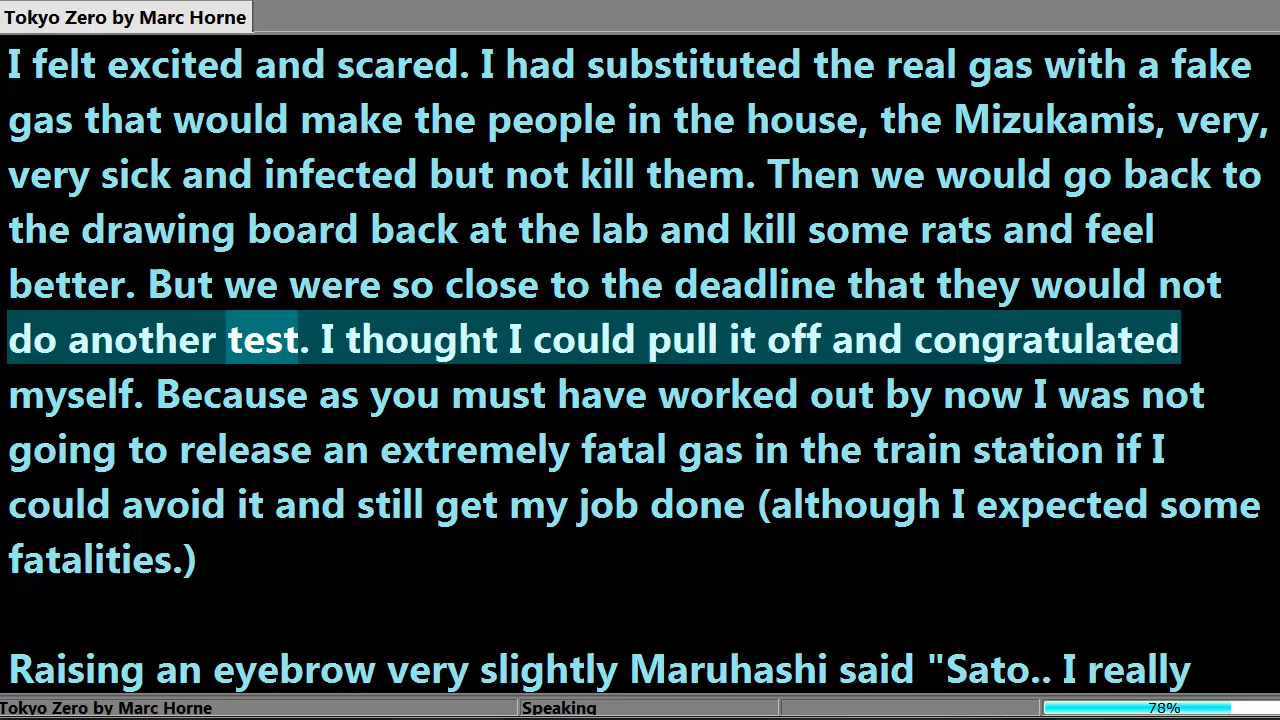 Tokyo Zero by Marc Horne
I felt excited and scared. I had substituted the real gas with a fake
gas that would make the people in the house, the Mizukamis, very,
very sick and infected but not kill them. Then we would go back to
the drawing board back at the lab and kill some rats and feel
better. But we were so close to the deadline that they would not
do another test. I thought I could pull it off and congratulated
myself. Because as you must have worked out by now I was not
going to release an extremely fatal gas in the train station if I
could avoid it and still get my job done (although I expected some
fatalities.)
Raising an eyebrow very slightly Maruhashi said "Sato.. I really
Tokyo Zero by Marc Horne Speaking 78%